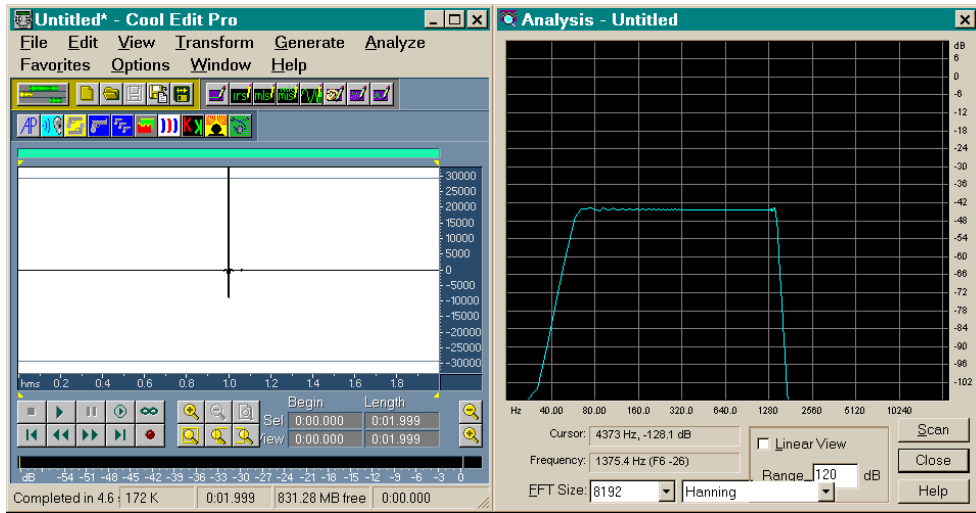 Untitled* - Cool Edit Pro
File Edit View Transform Generate Analyze
Favorites Options Window Help
irs mls mls
AP K
30000
25000
20000
15000
10000
5000
0
-5000
-10000
-15000
-20000
-25000
-30000
hms 0.2 0.4 0.6 0.8 1.0 1.2 1.4 1.6 1.8
Begin Length
Sel 0:00.000 0:01.999
View 0:00.000 0:01.999
dB -54 -51 -48 -45 -42 -39 -36 -33 -30 -27 -24 -21 -18 -15 -12 -9 -6 -3 0
Completed in 4.6 172 K 0:01.999 831.28 MB free 0:00.000
Analysis - Untitled
dB
6
0
-6
-12
-18
-24
-30
-36
-42
-48
-54
-60
-66
-72
-78
-84
-90
-96
-102
Hz 40.00 80.00 160.0 320.0 640.0 1280 2560 5120 10240
Cursor: 4373 Hz, -128.1 dB
Frequency: 1375.4 Hz (F6 -26)
FFT Size: 8192 Hanning
Linear View
Range 120 dB
Scan
Close
Help